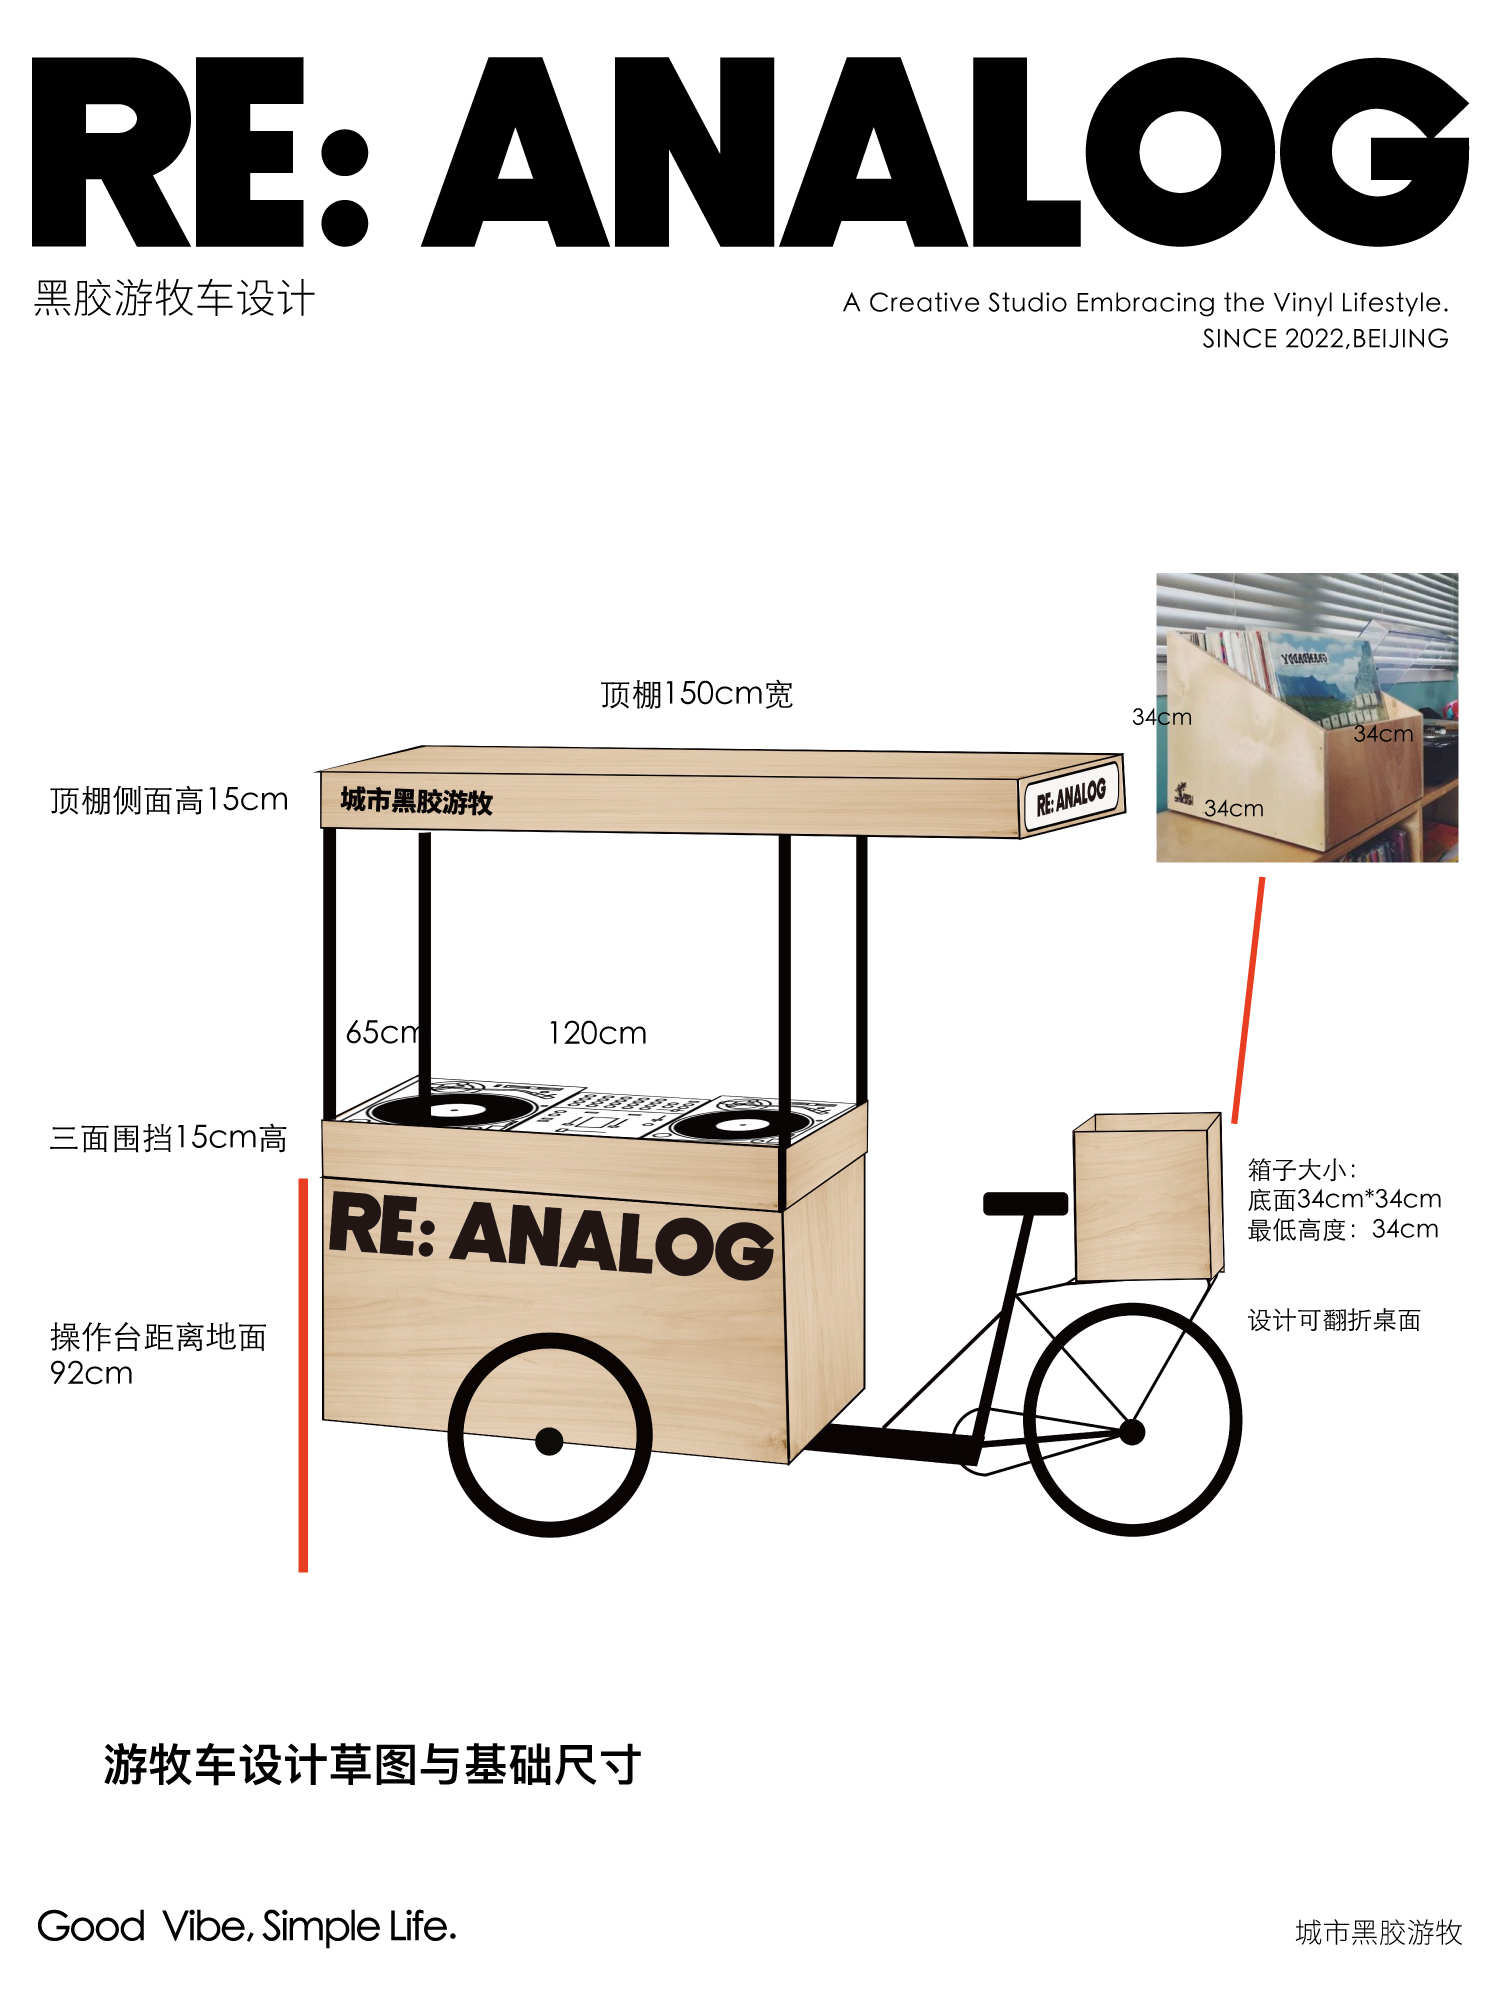 RE: ANALOG
黑胶游牧车设计
A Creative Studio Embracing the Vinyl Lifestyle.
SINCE 2022,BEIJING
顶棚150cm宽
34cm
34cm
34cm
顶棚侧面高15cm
城市黑胶游牧
RE: ANALOG
65cm
120cm
三面围挡15cm高
RE: ANALOG
箱子大小:
底面34cm*34cm
最低高度: 34cm
设计可翻折桌面
操作台距离地面
92cm
游牧车设计草图与基础尺寸
Good Vibe, Simple Life.
城市黑胶游牧